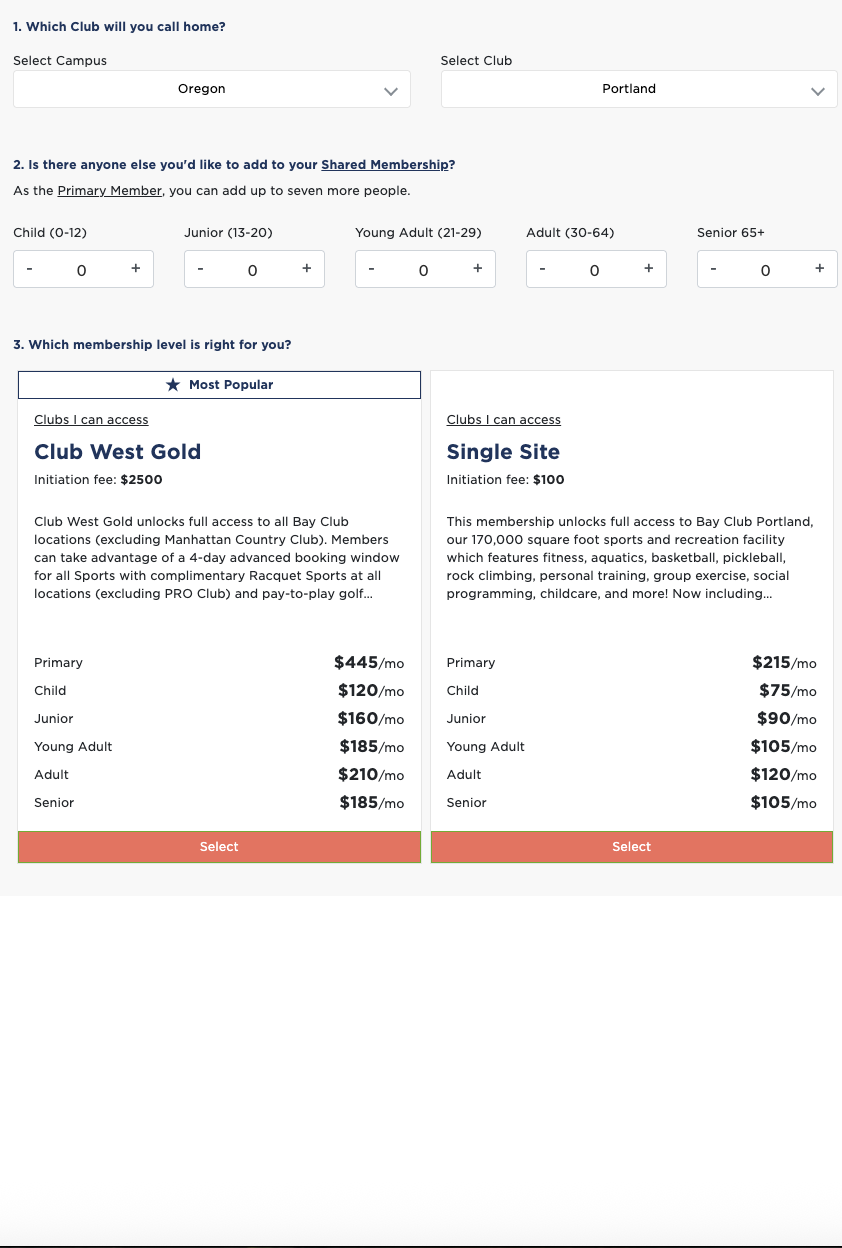 1. Which Club will you call home?
Select Campus
Select Club
Oregon
Portland
2. Is there anyone else you'd like to add to your Shared Membership?
As the Primary Member, you can add up to seven more people.
Child (0-12)
Junior (13-20)
Young Adult (21-29)
Adult (30-64)
Senior 65+
- 0 +
- 0 +
- 0 +
- 0 +
- 0 +
3. Which membership level is right for you?
★ Most Popular
Clubs I can access
Club West Gold
Initiation fee: $2500
Club West Gold unlocks full access to all Bay Club
locations (excluding Manhattan Country Club). Members
can take advantage of a 4-day advanced booking window
for all Sports with complimentary Racquet Sports at all
locations (excluding PRO Club) and pay-to-play golf...
Primary $445/mo
Child $120/mo
Junior $160/mo
Young Adult $185/mo
Adult $210/mo
Senior $185/mo
Select
Clubs I can access
Single Site
Initiation fee: $100
This membership unlocks full access to Bay Club Portland,
our 170,000 square foot sports and recreation facility
which features fitness, aquatics, basketball, pickleball,
rock climbing, personal training, group exercise, social
programming, childcare, and more! Now including...
Primary $215/mo
Child $75/mo
Junior $90/mo
Young Adult $105/mo
Adult $120/mo
Senior $105/mo
Select